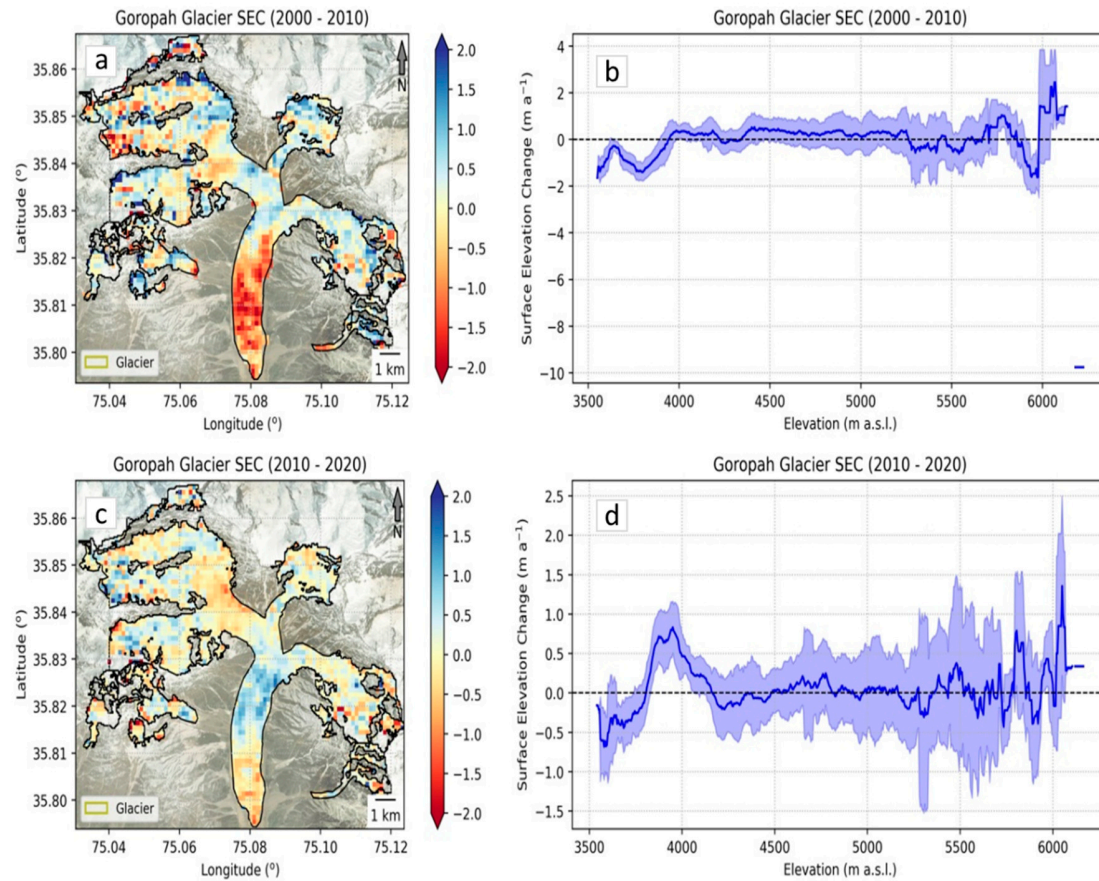 Goropah Glacier SEC (2000 - 2010)
a
N
35.86
35.85
35.84
35.83
35.82
35.81
35.80
Latitude (⁰)
Glacier
1 km
75.04 75.06 75.08 75.10 75.12
Longitude (⁰)
2.0
1.5
1.0
0.5
0.0
−0.5
−1.0
−1.5
−2.0
Goropah Glacier SEC (2000 - 2010)
b
Surface Elevation Change (m a⁻¹)
4
2
0
−2
−4
−6
−8
−10
3500 4000 4500 5000 5500 6000
Elevation (m a.s.l.)
Goropah Glacier SEC (2010 - 2020)
c
N
35.86
35.85
35.84
35.83
35.82
35.81
35.80
Latitude (⁰)
Glacier
1 km
75.04 75.06 75.08 75.10 75.12
Longitude (⁰)
2.0
1.5
1.0
0.5
0.0
−0.5
−1.0
−1.5
−2.0
Goropah Glacier SEC (2010 - 2020)
d
Surface Elevation Change (m a⁻¹)
2.5
2.0
1.5
1.0
0.5
0.0
−0.5
−1.0
−1.5
3500 4000 4500 5000 5500 6000
Elevation (m a.s.l.)